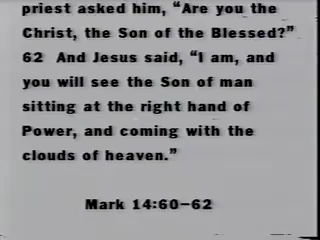 priest asked him, “Are you the
Christ, the Son of the Blessed?”
62 And Jesus said, “I am, and
you will see the Son of man
sitting at the right hand of
Power, and coming with the
clouds of heaven.”
Mark 14:60–62